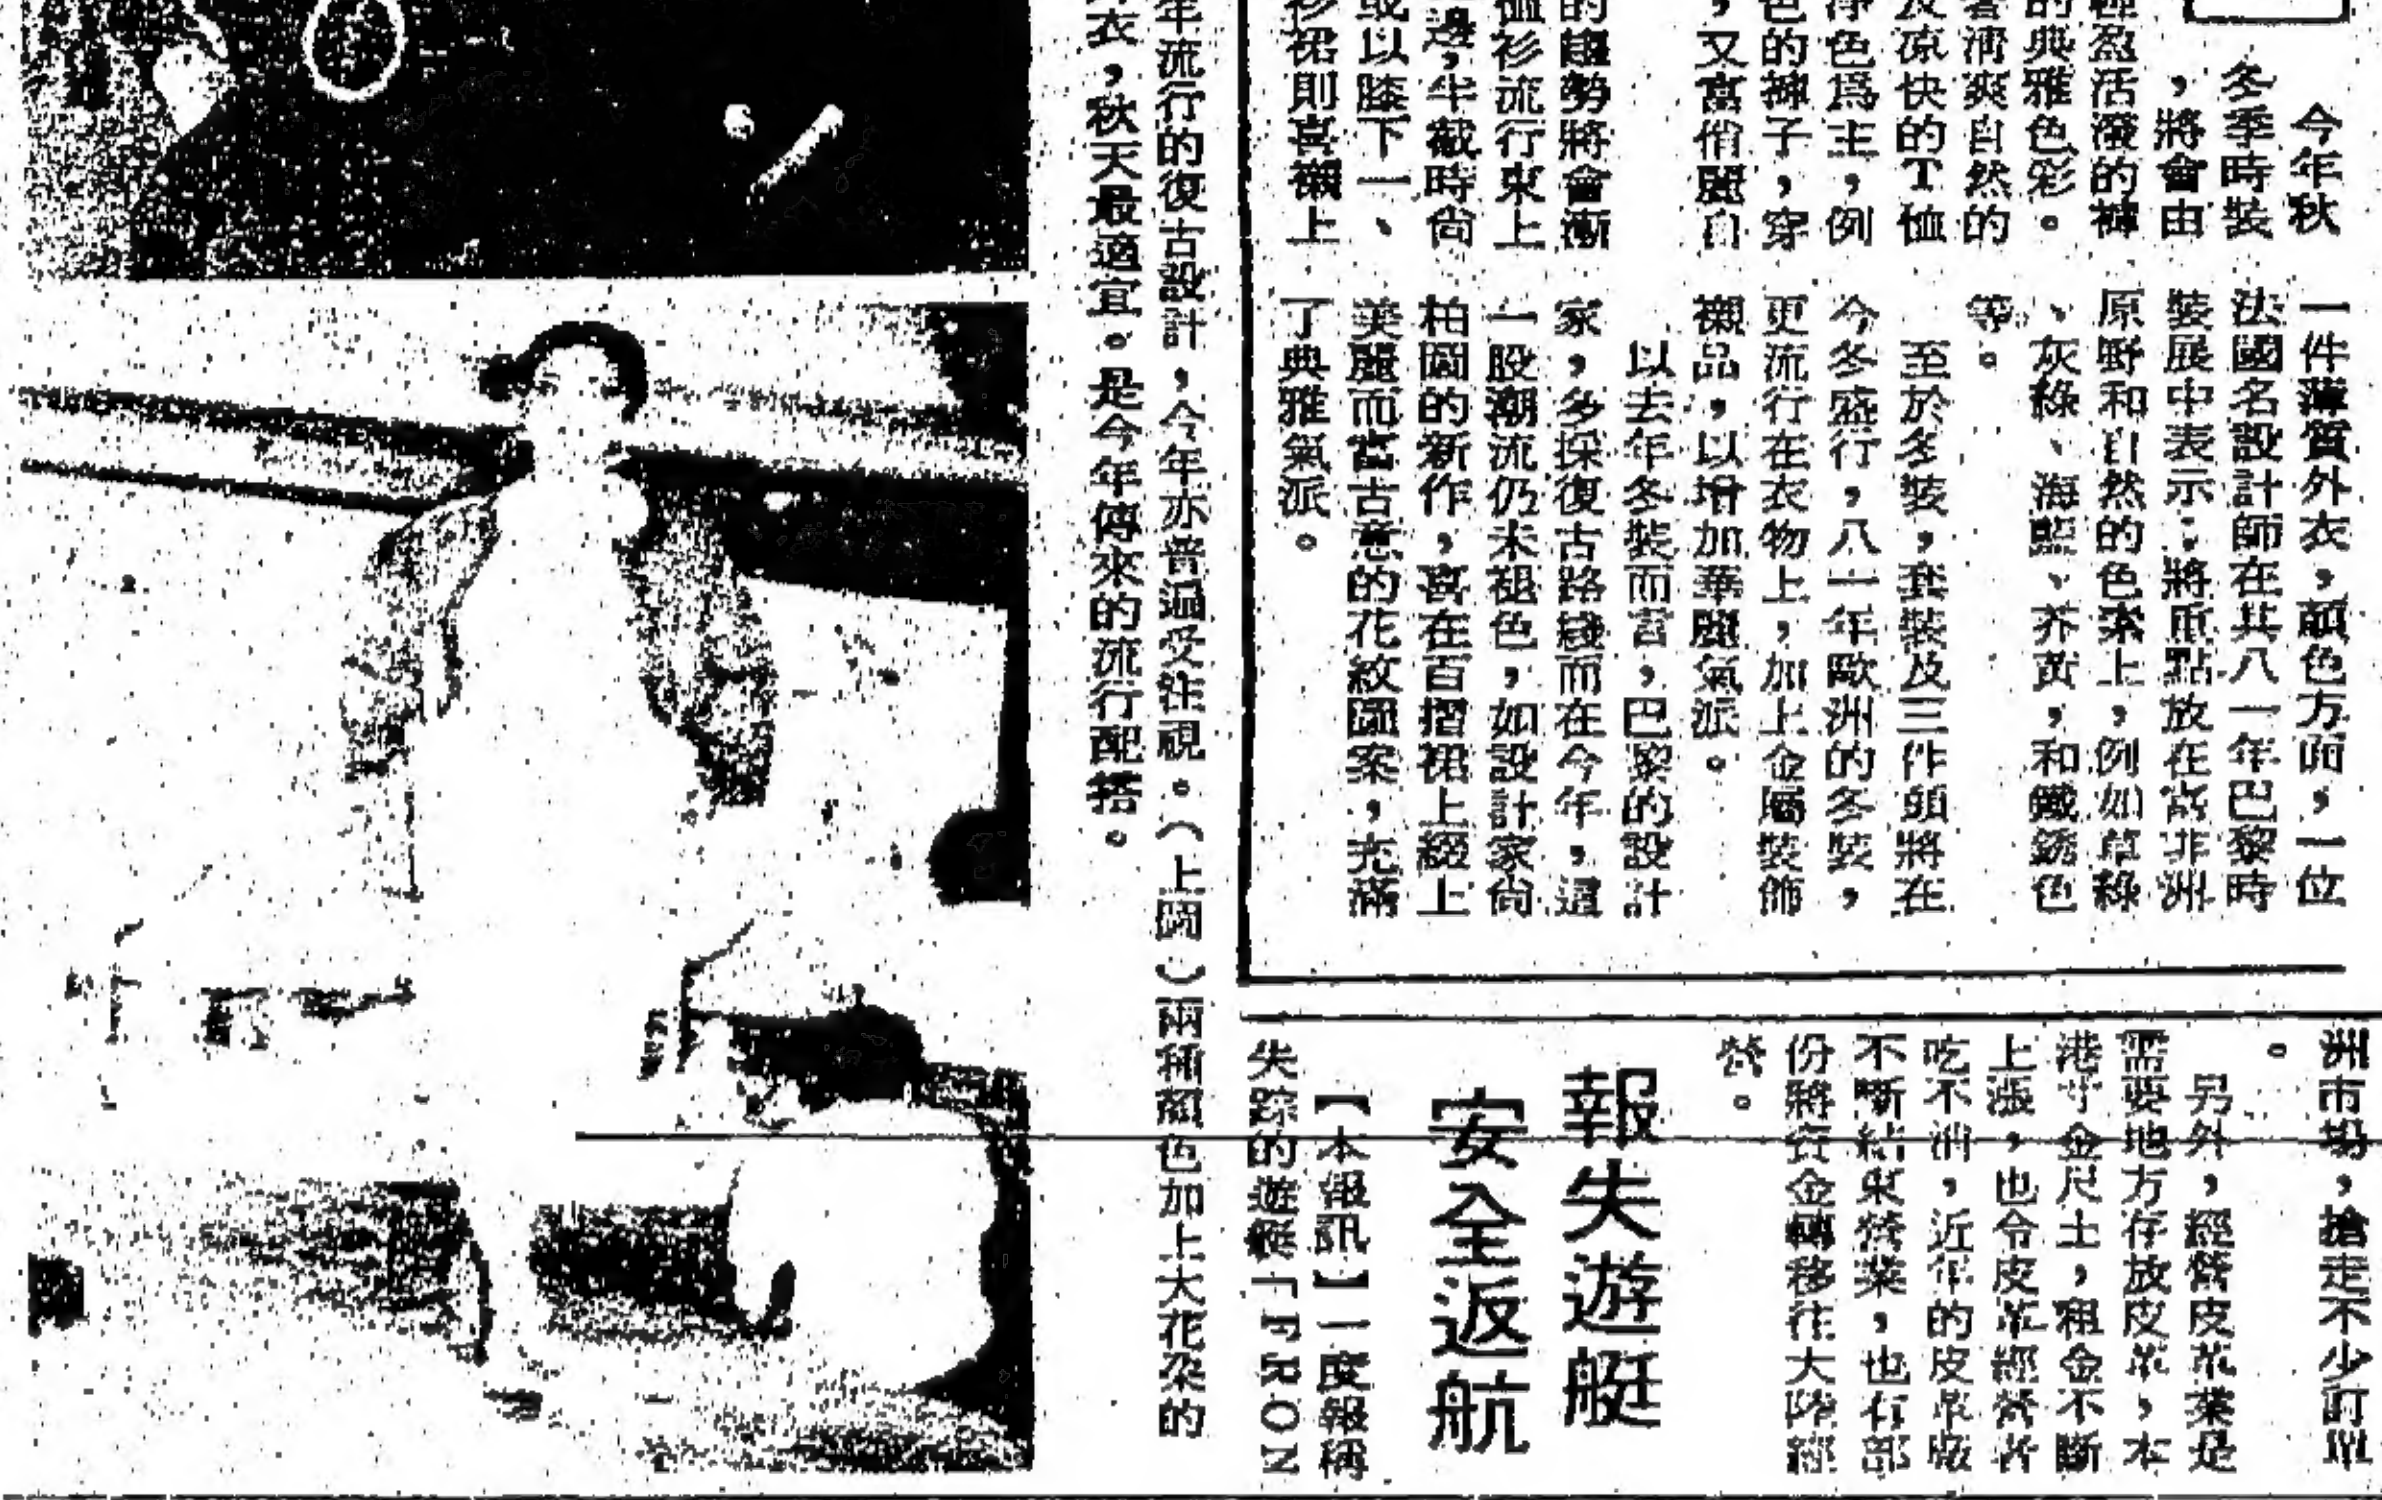 今年秋
冬季時裝
，將會由
輕盈活潑的褲
的典雅色彩。
著清爽自然的
及凉快的T恤
淨色爲主，例
色的褲子，穿
，又富俏麗自
的趨勢將會漸
恤衫流行束上
邊，半截時尚
或以膝下一、
衫裙則喜襯上
一件薄質外衣，顏色方面，一位
法國名設計師在其八一年巴黎時
裝展中表示：將重點放在富非洲
原野和自然的色素上，例如草綠
、灰綠、海藍、芥黃，和鐵銹色
等。
至於冬裝，套裝及三件頭將在
今冬盛行，八一年歐洲的冬裝，
更流行在衣物上，加上金屬裝飾
襯品，以增加華麗氣派。
以去年冬裝而言，巴黎的設計
家，多採復古路綫而在今年，這
一股潮流仍未褪色，如設計家尙
柏圖的新作，喜在百摺裙上綴上
美麗而富古意的花紋圖案，充滿
了典雅氣派。
年流行的復古設計，今年亦普遍受注視。（上圖）兩種顏色加上大花朶的
衣，秋天最適宜。是今年傳來的流行配搭。
洲市場，搶走不少訂單
。
另外，經營皮革業是
需要地方存放皮革，本
港寸金尺土，租金不斷
上漲，也令皮革經營者
吃不消，近年的皮革廠
不斷結束營業，也有部
份將資金轉移往大陸經
營。
報失遊艇
安全返航
【本報訊】一度報稱
失踪的遊艇「FRON